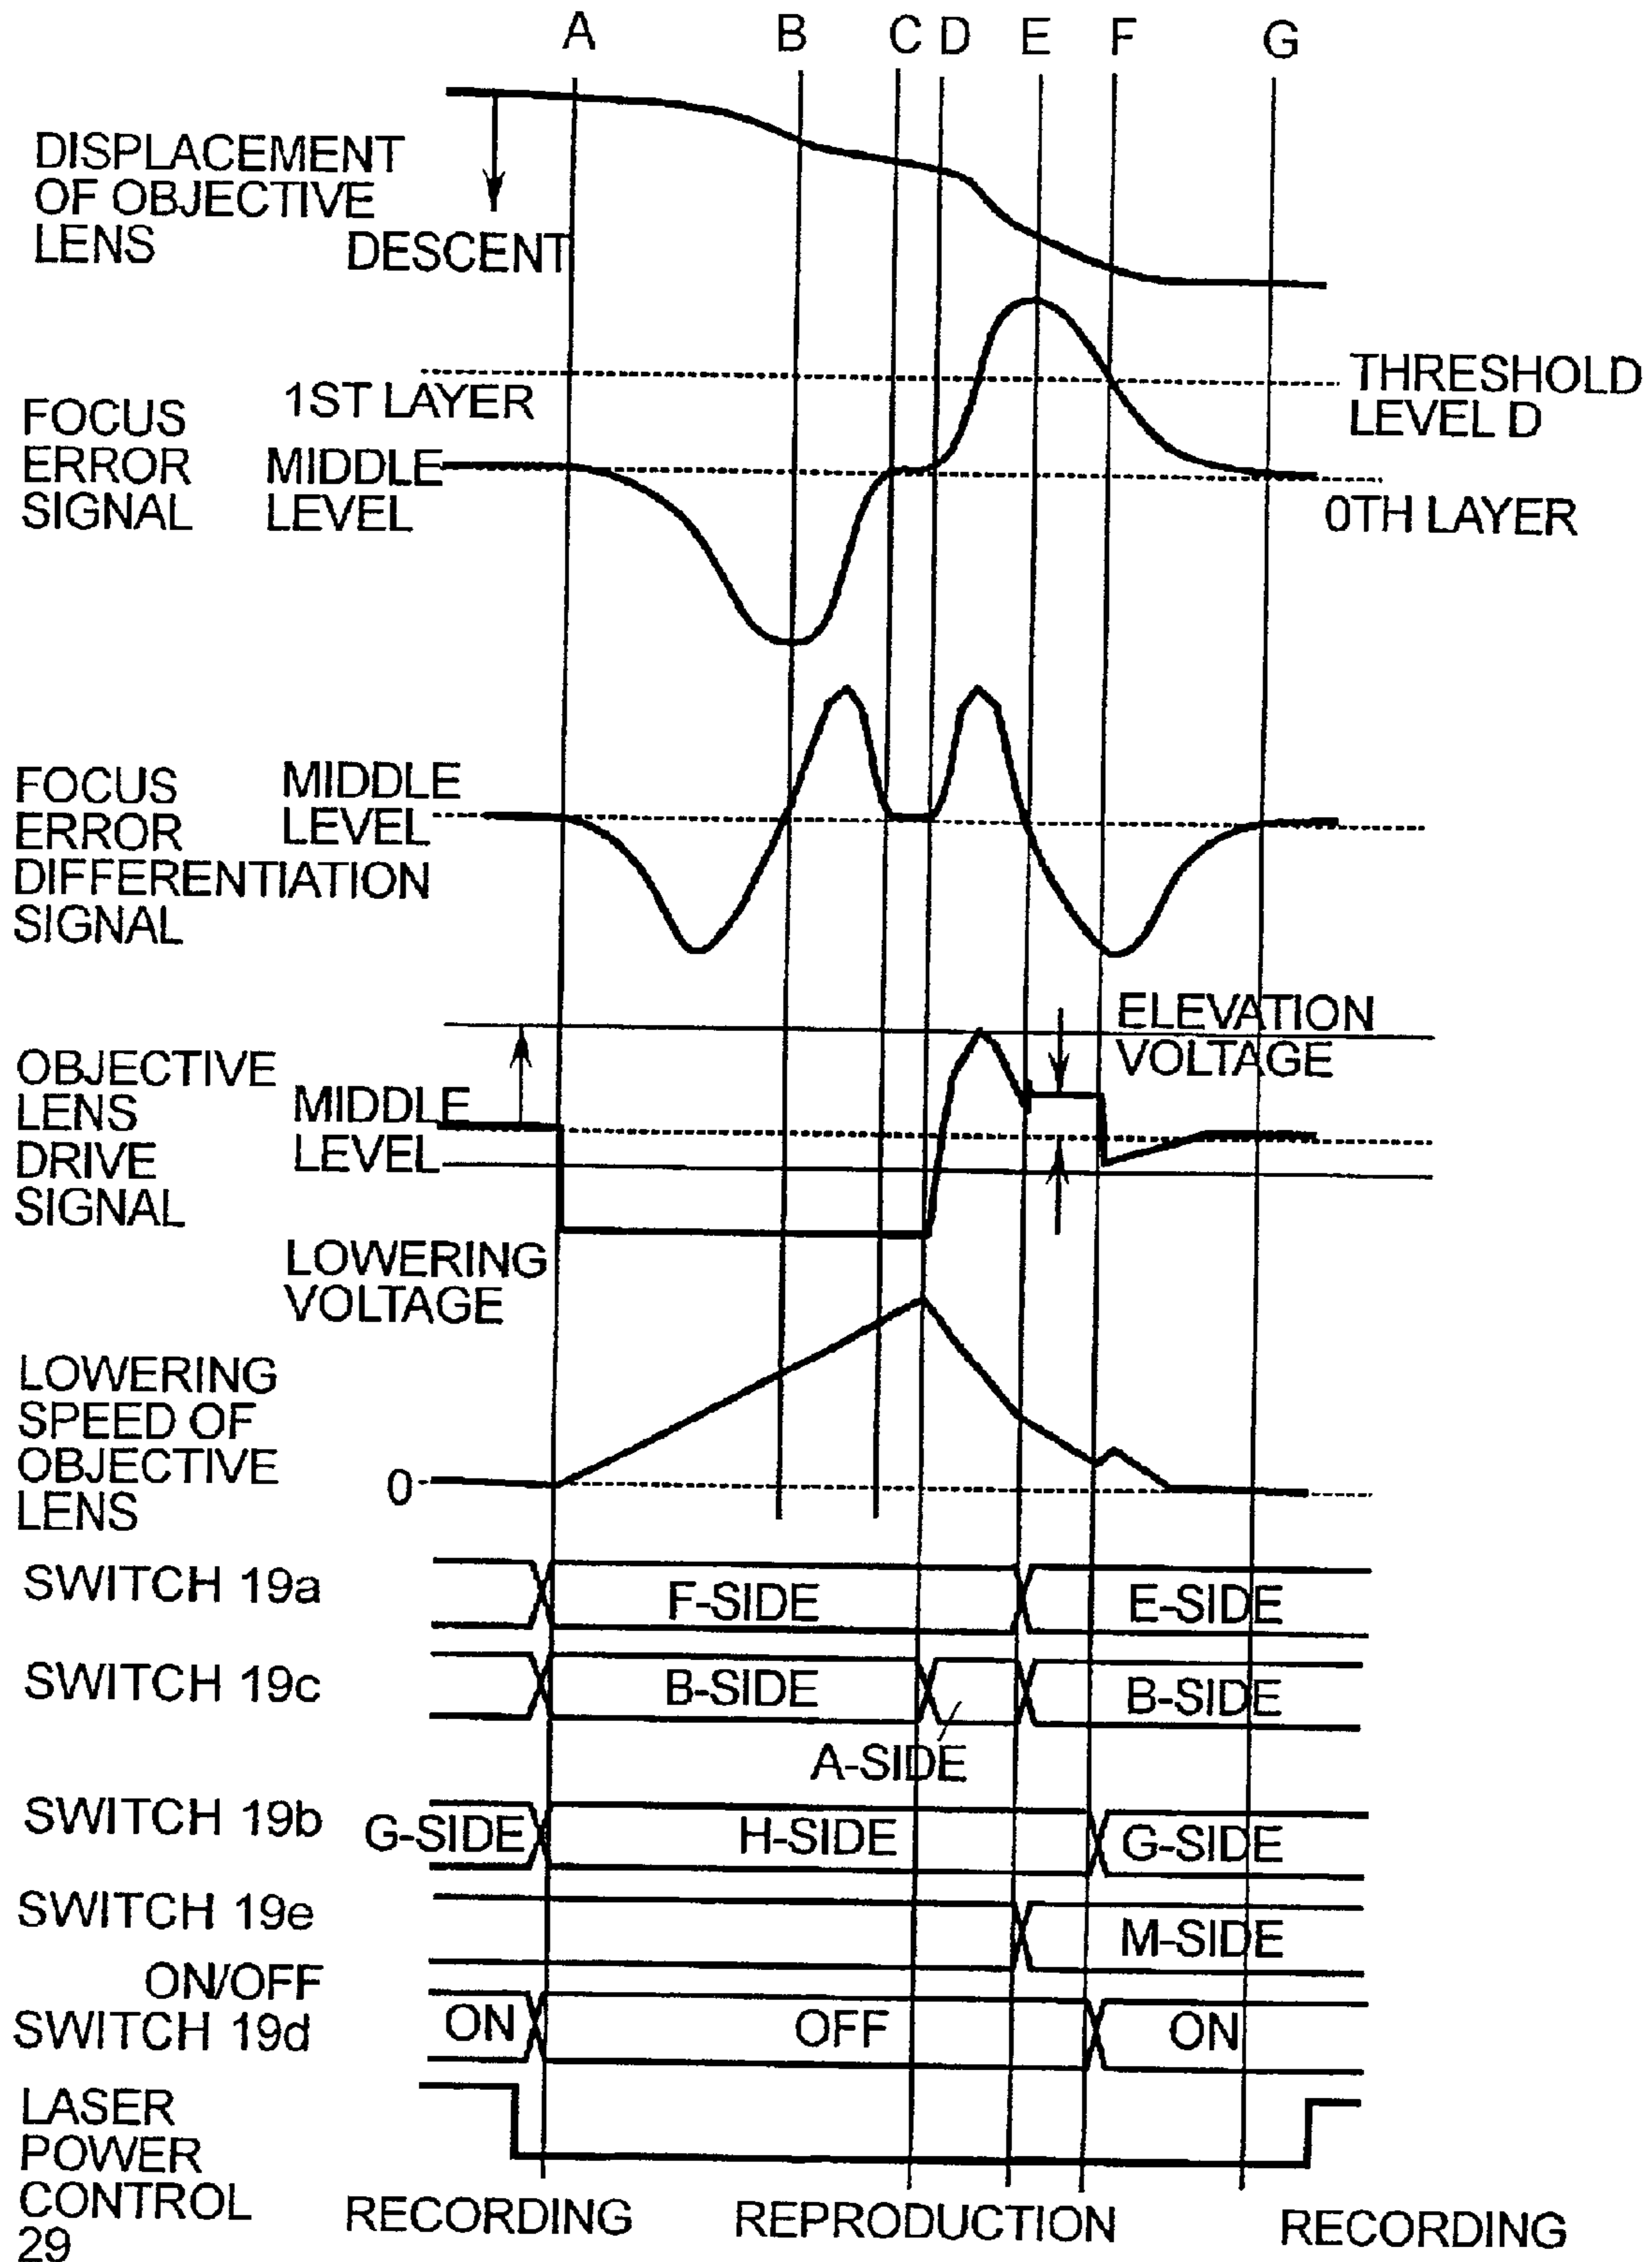 A B C D E F G
DISPLACEMENT
OF OBJECTIVE
LENS
DESCENT
THRESHOLD
LEVEL D
1ST LAYER
FOCUS
ERROR
SIGNAL
MIDDLE
LEVEL
0TH LAYER
FOCUS
ERROR
DIFFERENTIATION
SIGNAL
MIDDLE
LEVEL
ELEVATION
VOLTAGE
OBJECTIVE
LENS
DRIVE
SIGNAL
MIDDLE
LEVEL
LOWERING
VOLTAGE
LOWERING
SPEED OF
OBJECTIVE
LENS
0
SWITCH 19a
F-SIDE E-SIDE
SWITCH 19c
B-SIDE B-SIDE
A-SIDE
SWITCH 19b
G-SIDE H-SIDE G-SIDE
SWITCH 19e
M-SIDE
ON/OFF
SWITCH 19d
ON OFF ON
LASER
POWER
CONTROL
29
RECORDING REPRODUCTION RECORDING